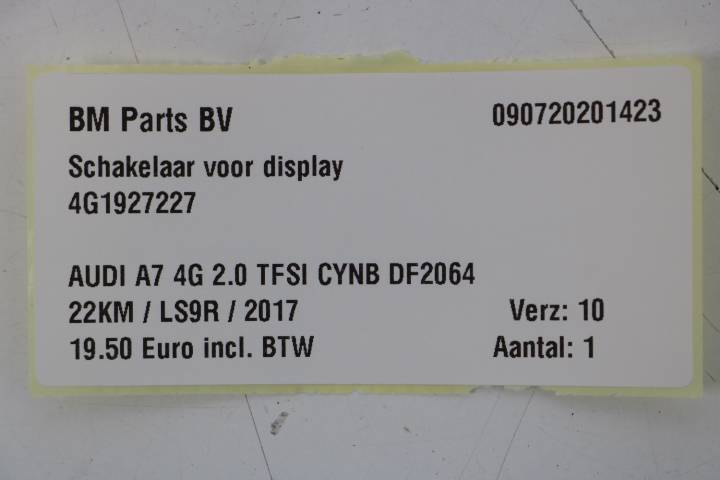 BM Parts BV 090720201423
Schakelaar voor display
4G1927227
AUDI A7 4G 2.0 TFSI CYNB DF2064
22KM / LS9R / 2017 Verz: 10
19.50 Euro incl. BTW Aantal: 1